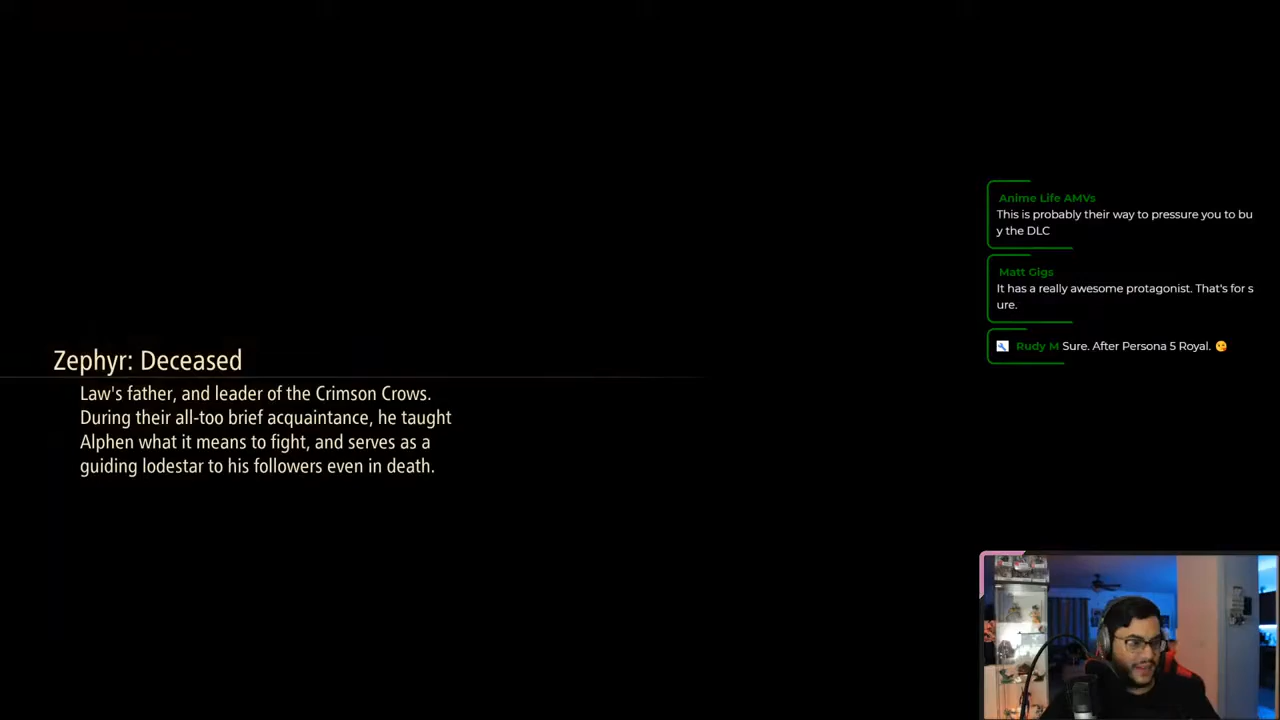 Anime Life AMVs
This is probably their way to pressure you to bu
y the DLC
Matt Gigs
It has a really awesome protagonist. That's for s
ure.
Rudy M Sure. After Persona 5 Royal. 😘
Zephyr: Deceased
Law's father, and leader of the Crimson Crows.
During their all-too brief acquaintance, he taught
Alphen what it means to fight, and serves as a
guiding lodestar to his followers even in death.